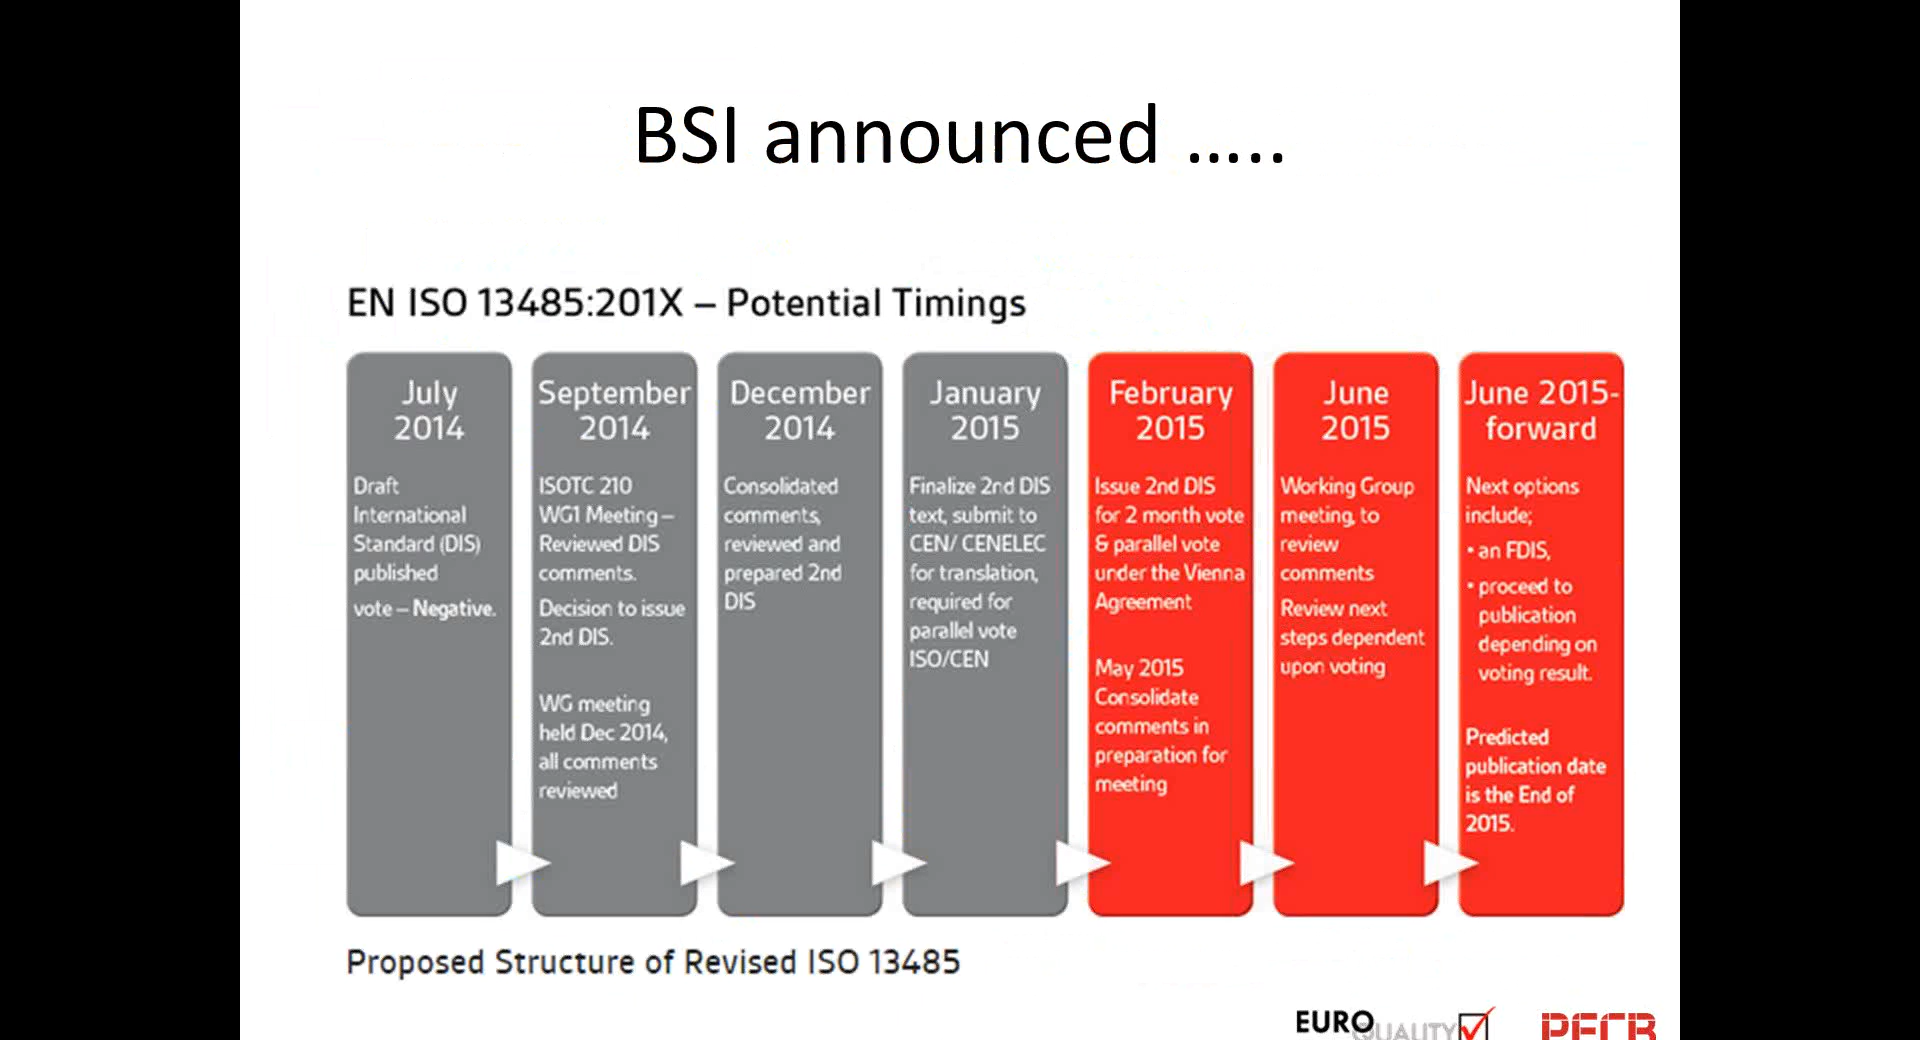 BSI announced .....
EN ISO 13485:201X – Potential Timings
July
2014
Draft
International
Standard (DIS)
published
vote – Negative.
September
2014
ISOTC 210
WG1 Meeting –
Reviewed DIS
comments.
Decision to issue
2nd DIS.
WG meeting
held Dec 2014,
all comments
reviewed
December
2014
Consolidated
comments,
reviewed and
prepared 2nd
DIS
January
2015
Finalize 2nd DIS
text, submit to
CEN/ CENELEC
for translation,
required for
parallel vote
ISO/CEN
February
2015
Issue 2nd DIS
for 2 month vote
& parallel vote
under the Vienna
Agreement
May 2015
Consolidate
comments in
preparation for
meeting
June
2015
Working Group
meeting, to
review
comments
Review next
steps dependent
upon voting
June 2015-
forward
Next options
include;
• an FDIS,
• proceed to
publication
depending on
voting result.
Predicted
publication date
is the End of
2015.
Proposed Structure of Revised ISO 13485
EURO QUALITY
PECB